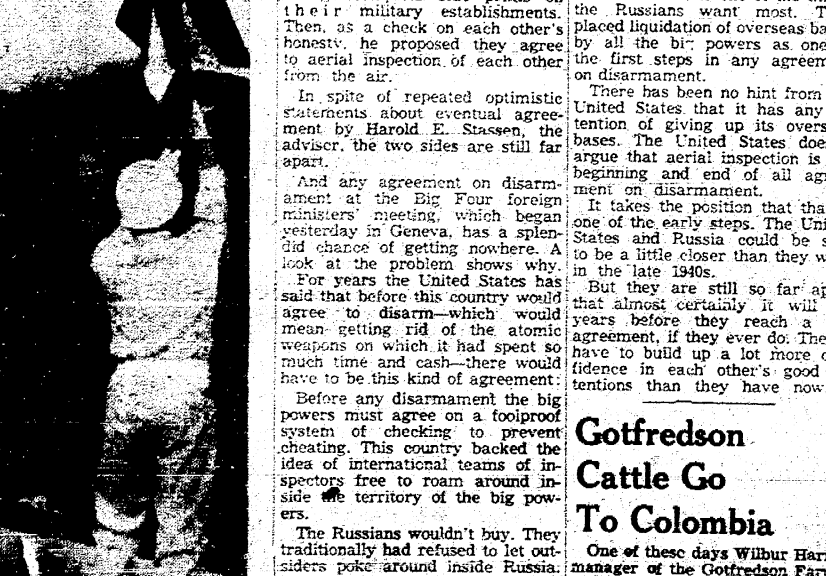 their military establishments.
Then, as a check on each other's
honesty, he proposed they agree
to aerial inspection of each other
from the air.
In spite of repeated optimistic
statements about eventual agree-
ment by Harold E. Stassen, the
adviser, the two sides are still far
apart.
And any agreement on disarm-
ament at the Big Four foreign
ministers' meeting, which began
yesterday in Geneva, has a splen-
did chance of getting nowhere. A
look at the problem shows why.
For years the United States has
said that before this country would
agree to disarm—which would
mean getting rid of the atomic
weapons on which it had spent so
much time and cash—there would
have to be this kind of agreement:
Before any disarmament the big
powers must agree on a foolproof
system of checking to prevent
cheating. This country backed the
idea of international teams of in-
spectors free to roam around in-
side the territory of the big pow-
ers.
The Russians wouldn't buy. They
traditionally had refused to let out-
siders poke around inside Russia.
the Russians want most. T
placed liquidation of overseas ba
by all the big powers as one
the first steps in any agreem
on disarmament.
There has been no hint from
United States that it has any
tention of giving up its overs
bases. The United States doe
argue that aerial inspection is
beginning and end of all agr
ment on disarmament.
It takes the position that tha
one of the early steps. The Uni
States and Russia could be s
to be a little closer than they w
in the late 1940s.
But they are still so far ap
that almost certainly it will
years before they reach a
agreement, if they ever do. The
have to build up a lot more c
fidence in each other's good
tentions than they have now
Gotfredson
Cattle Go
To Colombia
One of these days Wilbur Har
manager of the Gotfredson Far